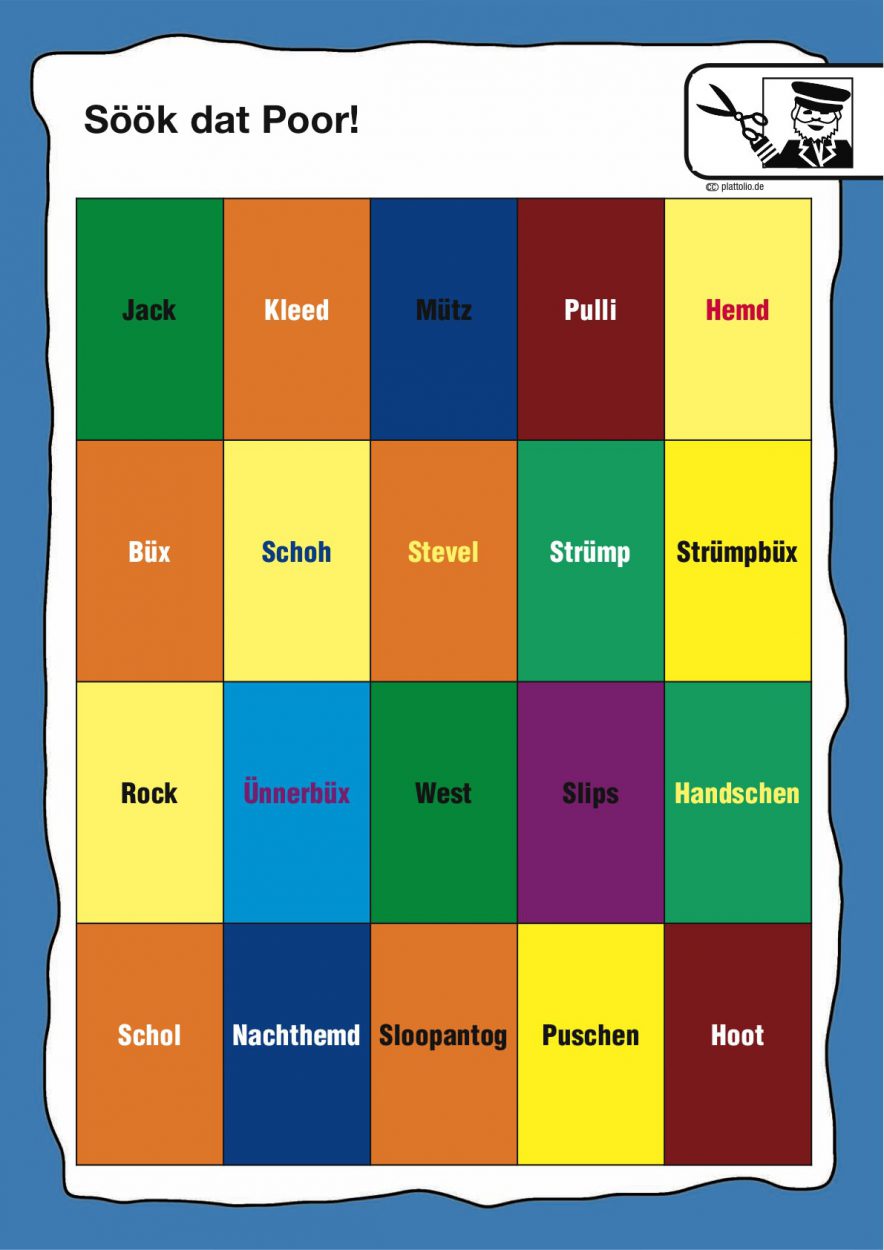 Söök dat Poor!
plattolio.de
Jack Kleed Mütz Pulli Hemd
Büx Schoh Stevel Strümp Strümpbüx
Rock Ünnerbüx West Slips Handschen
Schol Nachthemd Sloopantog Puschen Hoot